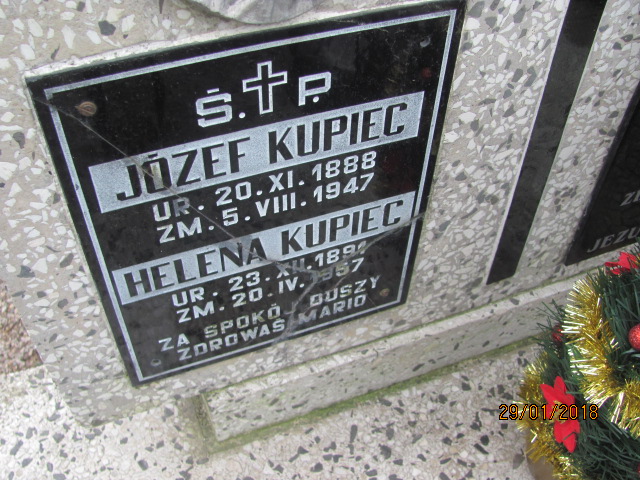 Ś. P.
JÓZEF KUPIEC
UR. 20. XI. 1888
ZM. 5. VIII. 1947
HELENA KUPIEC
UR. 23. XII.
ZM. 20. IV.
ZA SPOKÓJ DUSZY
ZDROWAŚ MARIO
JEZU
29/01/2018